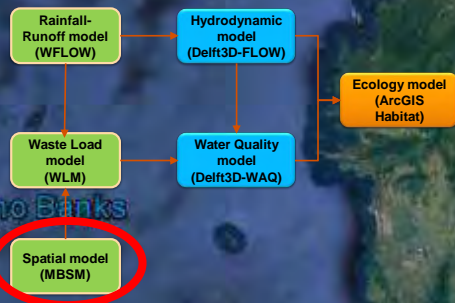 Rainfall-
Runoff model
(WFLOW)
Hydrodynamic
model
(Delft3D-FLOW)
Ecology model
(ArcGIS
Habitat)
Waste Load
model
(WLM)
Water Quality
model
(Delft3D-WAQ)
Banks
Spatial model
(MBSM)